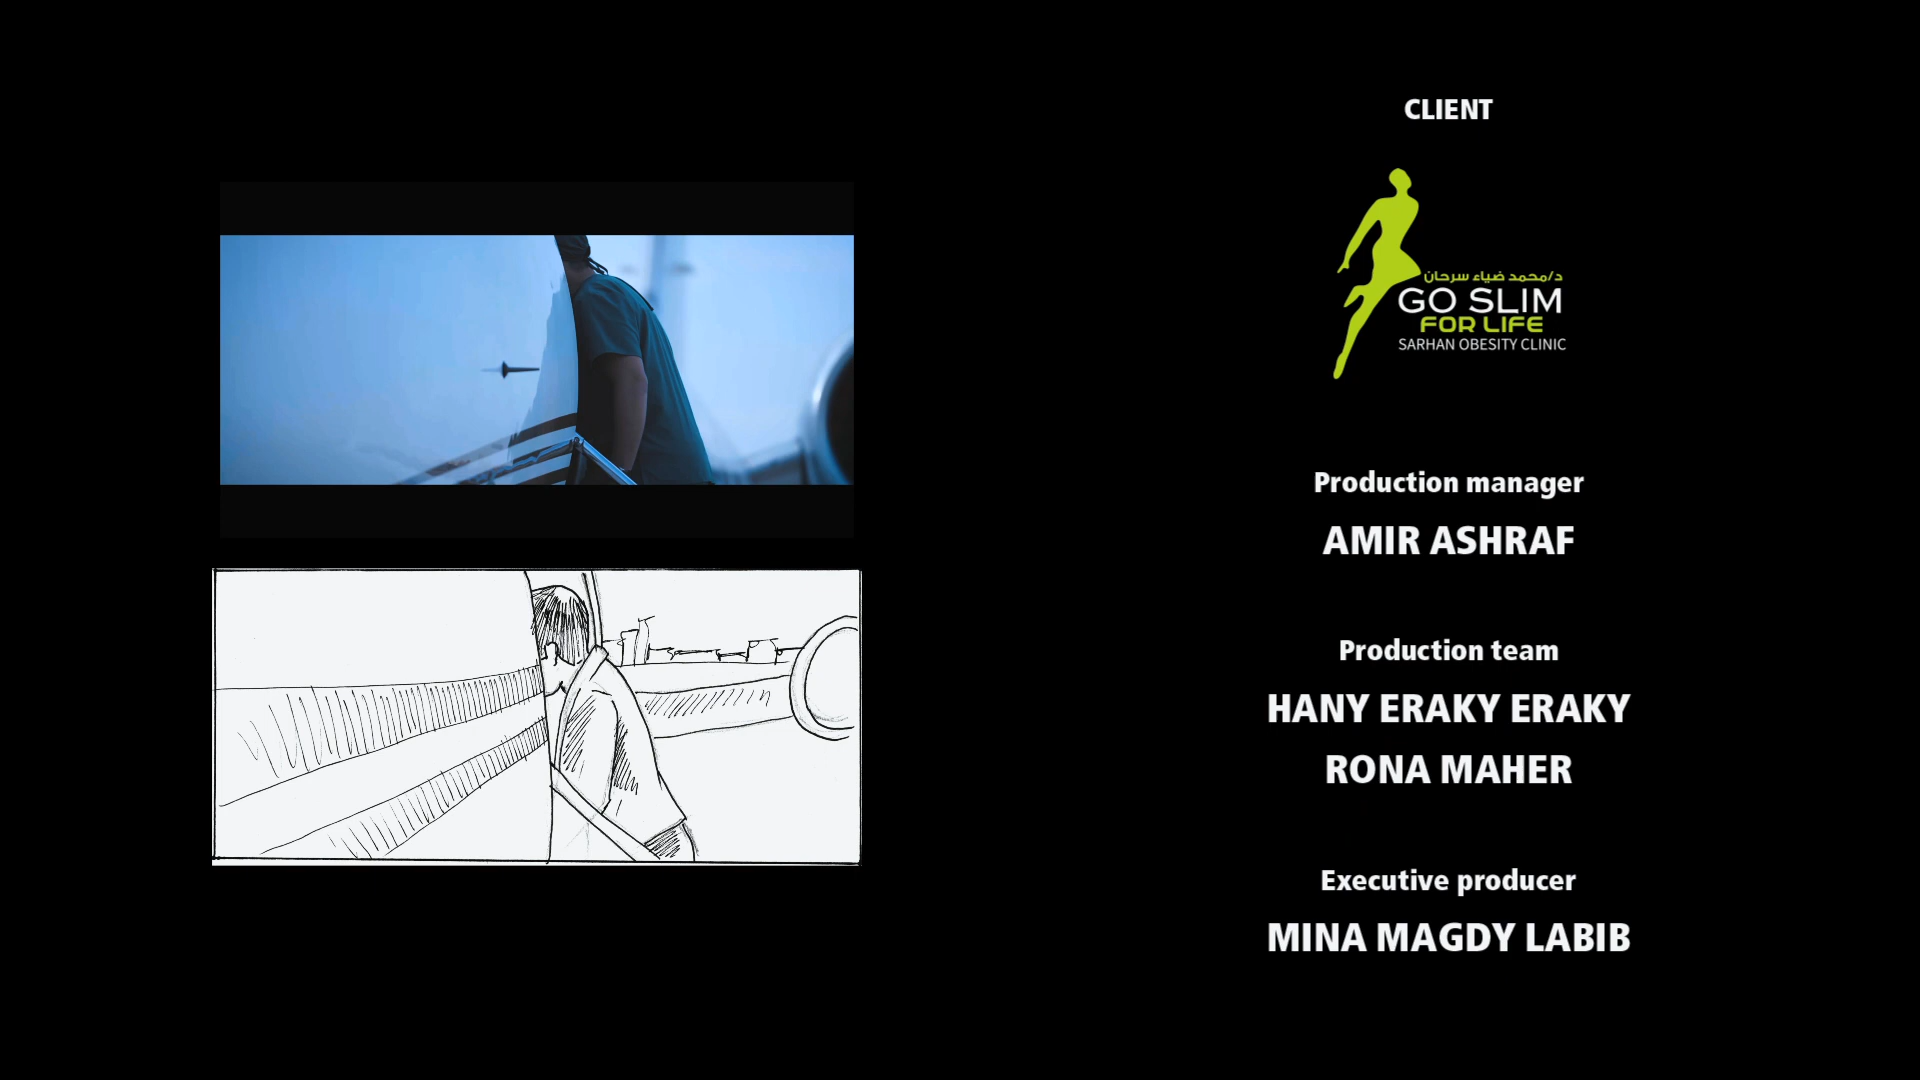 CLIENT
د/محمد ضياء سرحان
GO SLIM
FOR LIFE
SARHAN OBESITY CLINIC
Production manager
AMIR ASHRAF
Production team
HANY ERAKY ERAKY
RONA MAHER
Executive producer
MINA MAGDY LABIB